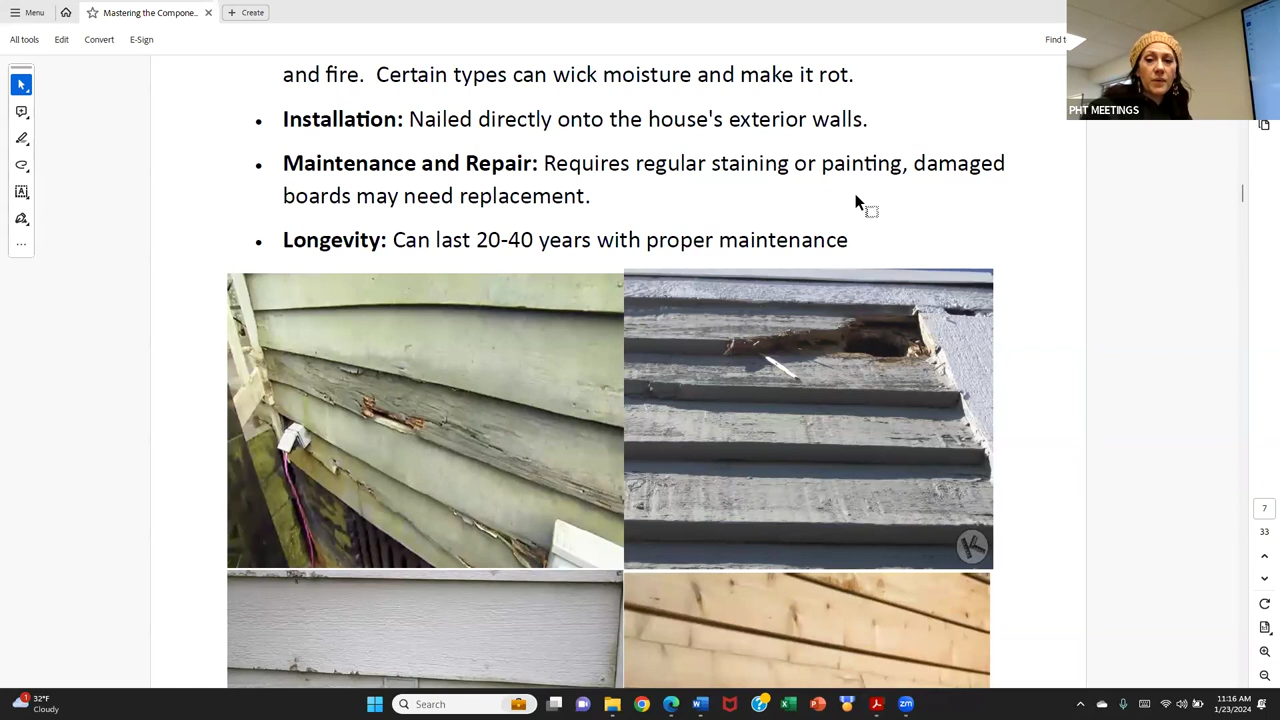 Menu
Mastering the Compone...
Create
All tools
Edit
Convert
E-Sign
Find t
PHT MEETINGS
and fire. Certain types can wick moisture and make it rot.
• Installation: Nailed directly onto the house's exterior walls.
• Maintenance and Repair: Requires regular staining or painting, damaged
boards may need replacement.
• Longevity: Can last 20-40 years with proper maintenance
K
7
33
1
32°F
Cloudy
Search
11:16 AM
1/23/2024